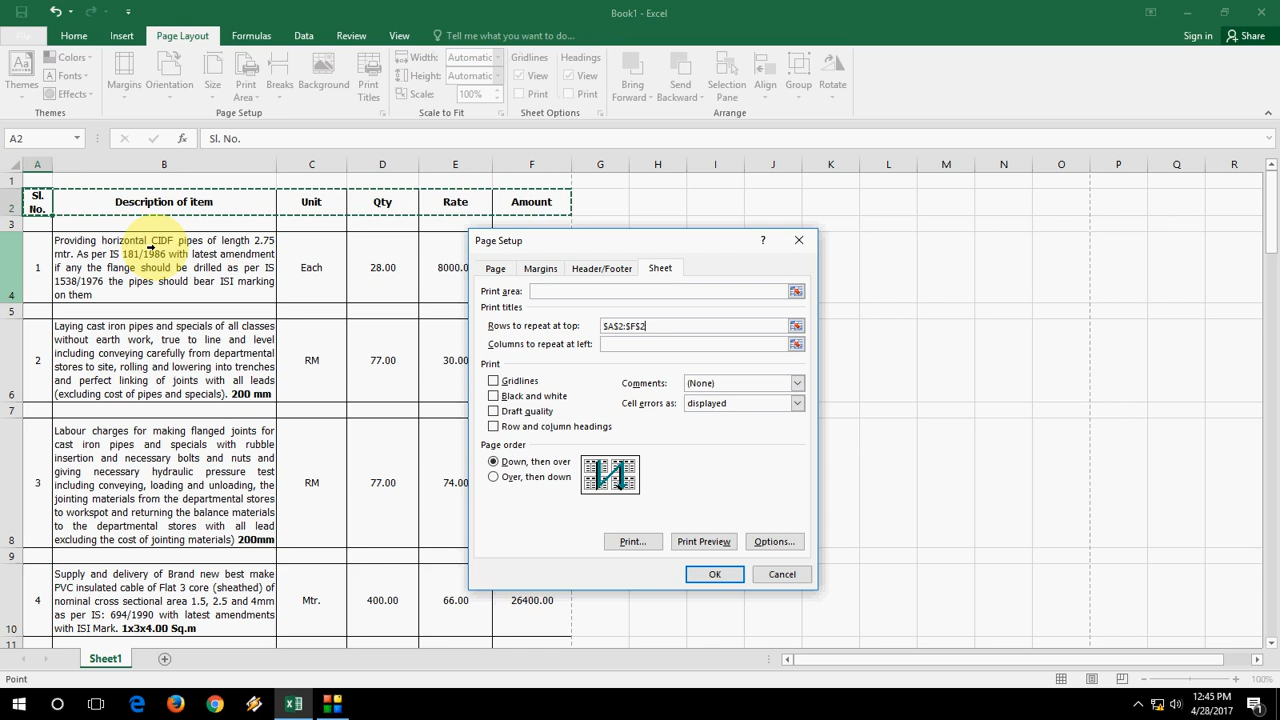 Book1 - Excel
File Home Insert Page Layout Formulas Data Review View Tell me what you want to do... Sign in Share
Themes Colors Fonts Effects
Margins Orientation Size Print Area Breaks Background Print Titles
Width: Automatic Height: Automatic Scale: 100%
Gridlines View Print Headings View Print
Bring Forward Send Backward Selection Pane Align Group Rotate
Themes Page Setup Scale to Fit Sheet Options Arrange
A2 fx Sl. No.
A B C D E F G H I J K L M N O P Q R
1
2 Sl. No. Description of item Unit Qty Rate Amount
3
Providing horizontal CIDF pipes of length 2.75
mtr. As per IS 181/1986 with latest amendment
1 if any the flange should be drilled as per IS Each 28.00 8000.0
1538/1976 the pipes should bear ISI marking
4 on them
5
Laying cast iron pipes and specials of all classes
without earth work, true to line and level
2 including conveying carefully from departmental RM 77.00 30.00
stores to site, rolling and lowering into trenches
and perfect linking of joints with all leads
6 (excluding cost of pipes and specials). 200 mm
7
Labour charges for making flanged joints for
cast iron pipes and specials with rubble
insertion and necessary bolts and nuts and
giving necessary hydraulic pressure test
3 including conveying, loading and unloading, the RM 77.00 74.00
jointing materials from the departmental stores
to workspot and returning the balance materials
to the departmental stores with all lead
8 excluding the cost of jointing materials) 200mm
9
Supply and delivery of Brand new best make
PVC insulated cable of Flat 3 core (sheathed) of
4 nominal cross sectional area 1.5, 2.5 and 4mm Mtr. 400.00 66.00 26400.00
as per IS: 694/1990 with latest amendments
10 with ISI Mark. 1x3x4.00 Sq.m
11
Page Setup ?
Page Margins Header/Footer Sheet
Print area:
Print titles
Rows to repeat at top: $A$2:$F$2
Columns to repeat at left:
Print
Gridlines Comments: (None)
Black and white
Cell errors as: displayed
Draft quality
Row and column headings
Page order
Down, then over
Over, then down
Print... Print Preview Options...
OK Cancel
Sheet1
Point 100%
12:45 PM
4/28/2017